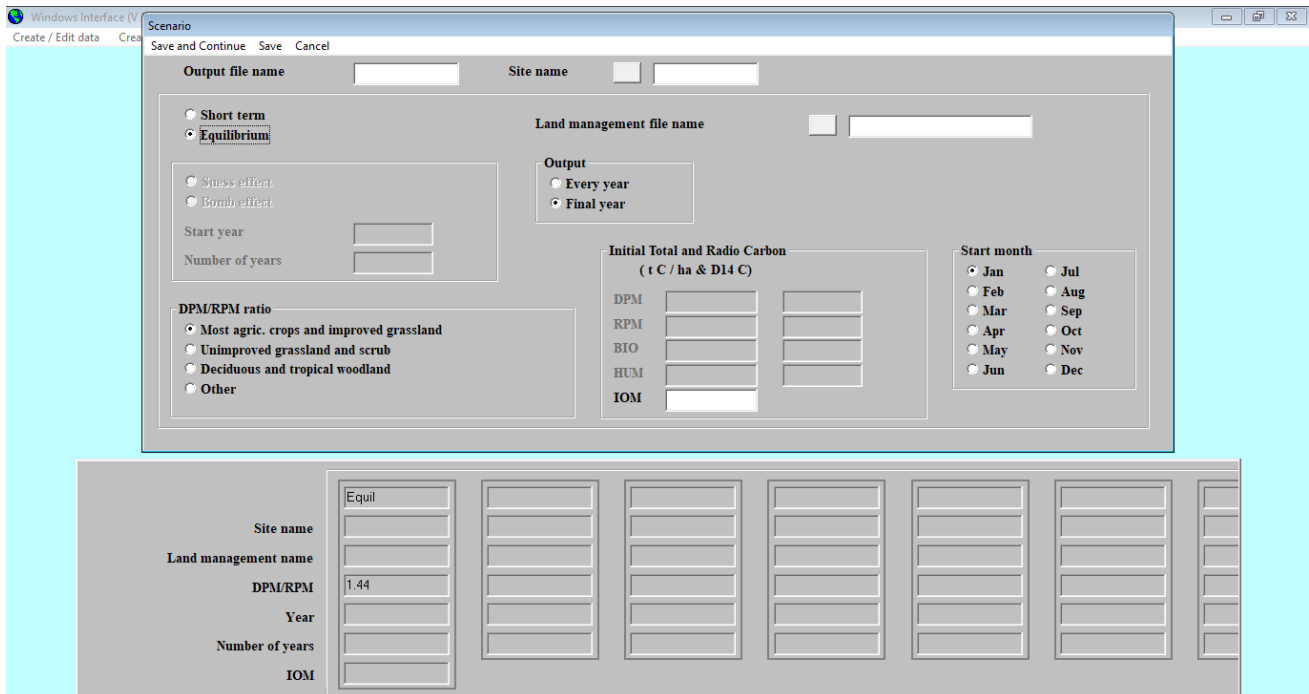 Windows Interface (V
Create / Edit data Crea
Scenario
Save and Continue Save Cancel
Output file name Site name
Short term
Equilibrium
Land management file name
Suess effect
Bomb effect
Start year
Number of years
Output
Every year
Final year
DPM/RPM ratio
Most agric. crops and improved grassland
Unimproved grassland and scrub
Deciduous and tropical woodland
Other
Initial Total and Radio Carbon
( t C / ha & D14 C)
DPM
RPM
BIO
HUM
IOM
Start month
Jan Jul
Feb Aug
Mar Sep
Apr Oct
May Nov
Jun Dec
Equil
Site name
Land management name
DPM/RPM 1.44
Year
Number of years
IOM